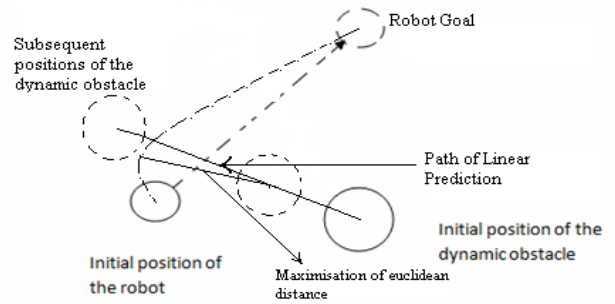 Robot Goal
Subsequent
positions of the
dynamic obstacle
Path of Linear
Prediction
Initial position of the
dynamic obstacle
Initial position of
the robot
Maximisation of euclidean
distance